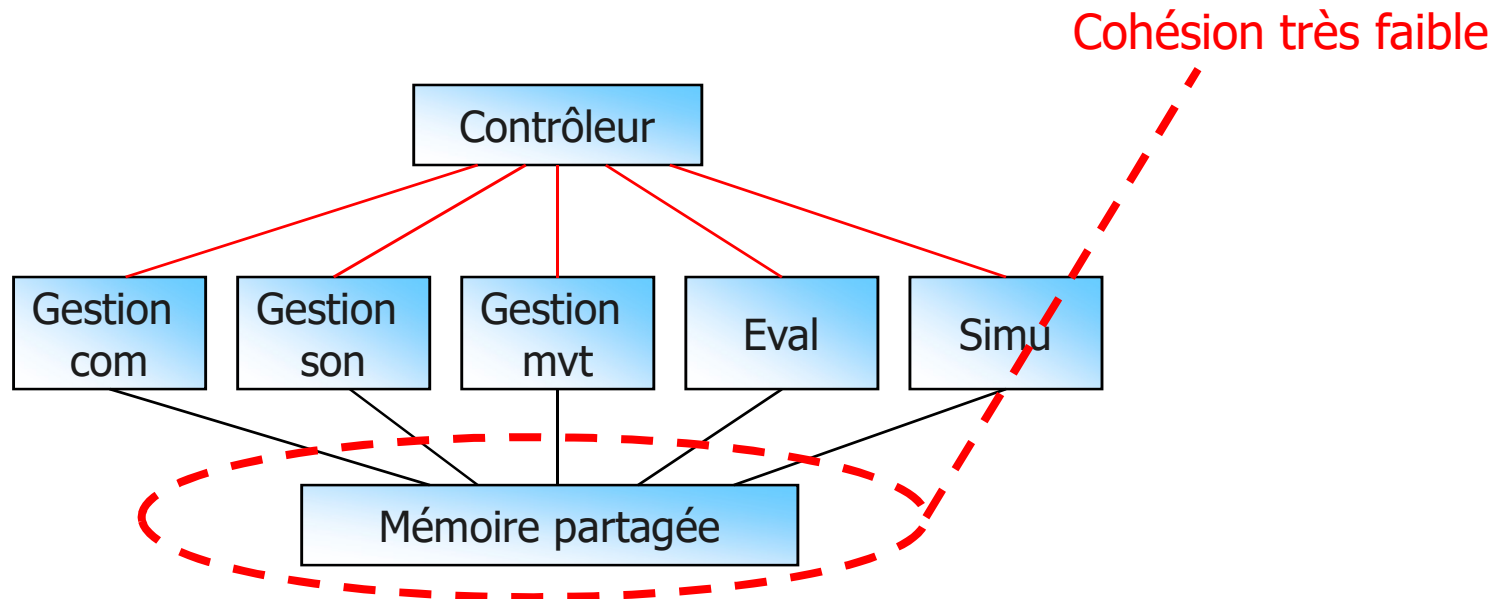 Cohésion très faible
Contrôleur
Gestion
com
Gestion
son
Gestion
mvt
Eval
Simu
Mémoire partagée